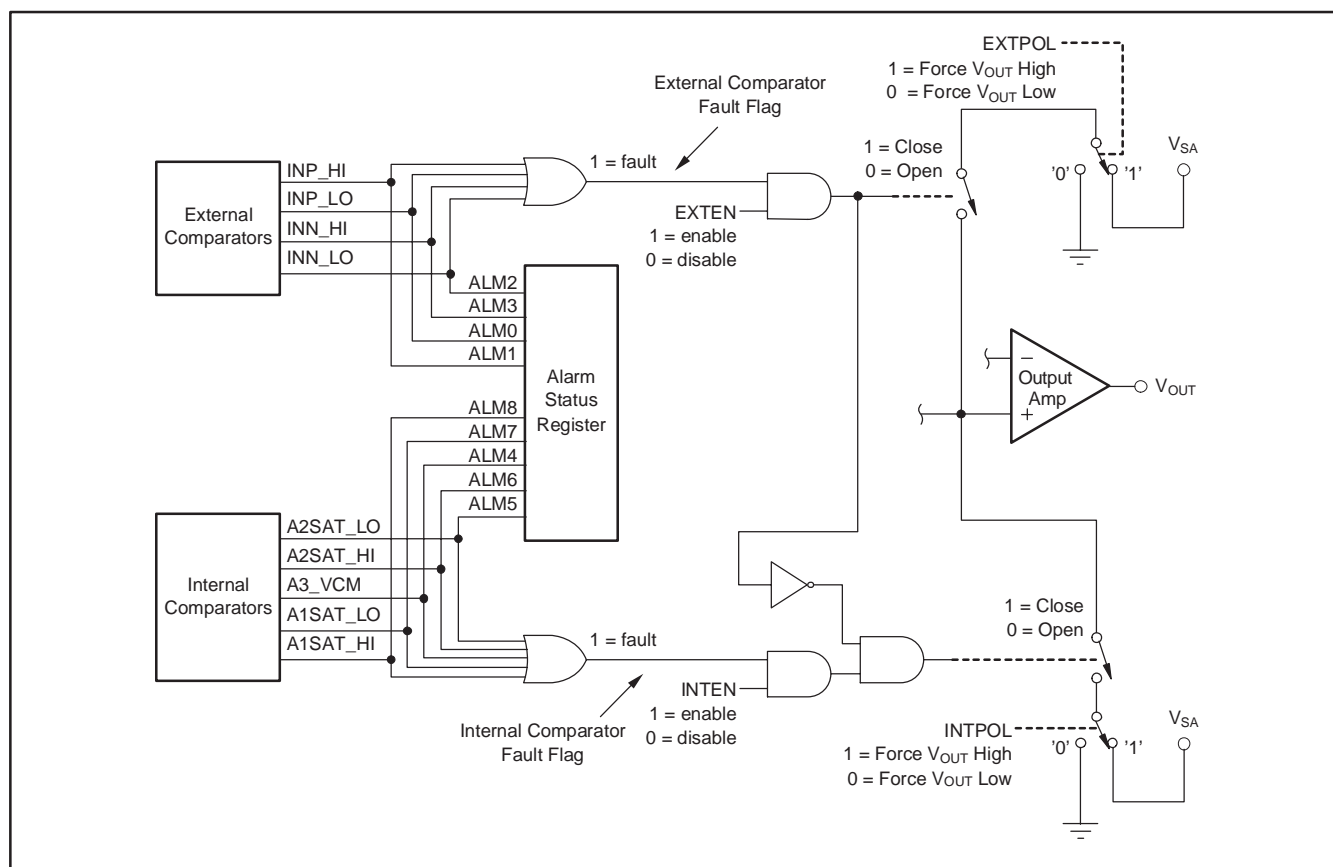 EXTPOL
1 = Force VOUT High
0 = Force VOUT Low
External Comparator
Fault Flag
1 = Close
0 = Open
VSA
'0'
'1'
1 = fault
INP_HI
INP_LO
INN_HI
INN_LO
External
Comparators
EXTEN
1 = enable
0 = disable
ALM2
ALM3
ALM0
ALM1
ALM8
ALM7
ALM4
ALM6
ALM5
Alarm
Status
Register
−
Output
Amp
+
VOUT
A2SAT_LO
A2SAT_HI
A3_VCM
A1SAT_LO
A1SAT_HI
Internal
Comparators
1 = fault
INTEN
1 = enable
0 = disable
Internal Comparator
Fault Flag
1 = Close
0 = Open
INTPOL
1 = Force VOUT High
0 = Force VOUT Low
'0'
'1'
VSA